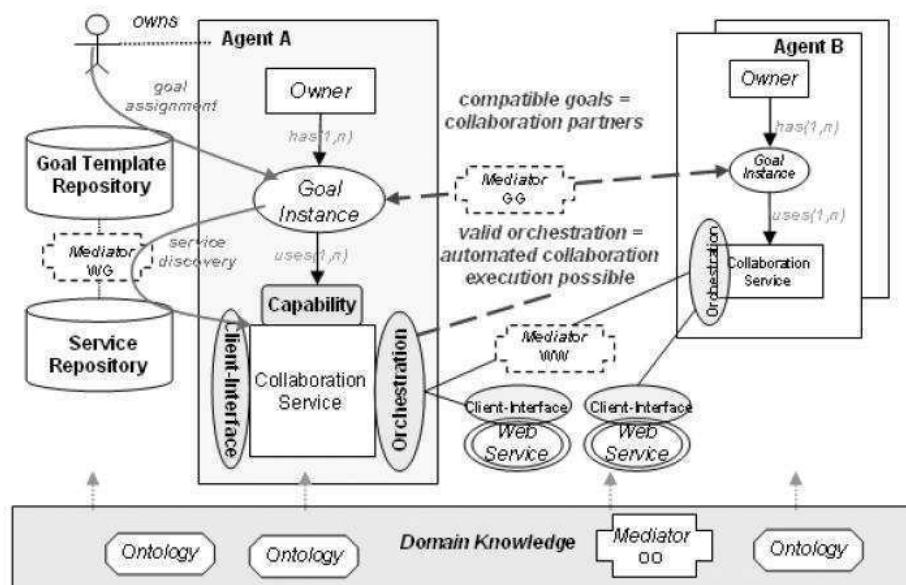 owns
Agent A
Agent B
goal
assignment
Owner
Owner
compatible goals =
collaboration partners
has(1,n)
has(1,n)
Goal Template
Repository
Goal
Instance
Mediator
GG
Goal
Instance
Mediator
WG
service
discovery
uses(1,n)
valid orchestration =
automated collaboration
execution possible
uses(1,n)
Orchestration
Collaboration
Service
Capability
Service
Repository
Client-Interface
Collaboration
Service
Orchestration
Mediator
WW
Client-Interface
Web
Service
Client-Interface
Web
Service
Ontology
Ontology
Domain Knowledge
Mediator
OO
Ontology